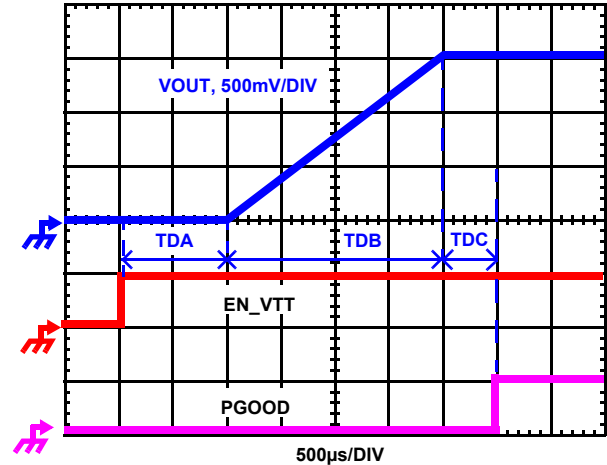 VOUT, 500mV/DIV
TDA
TDB
TDC
EN_VTT
PGOOD
500µs/DIV